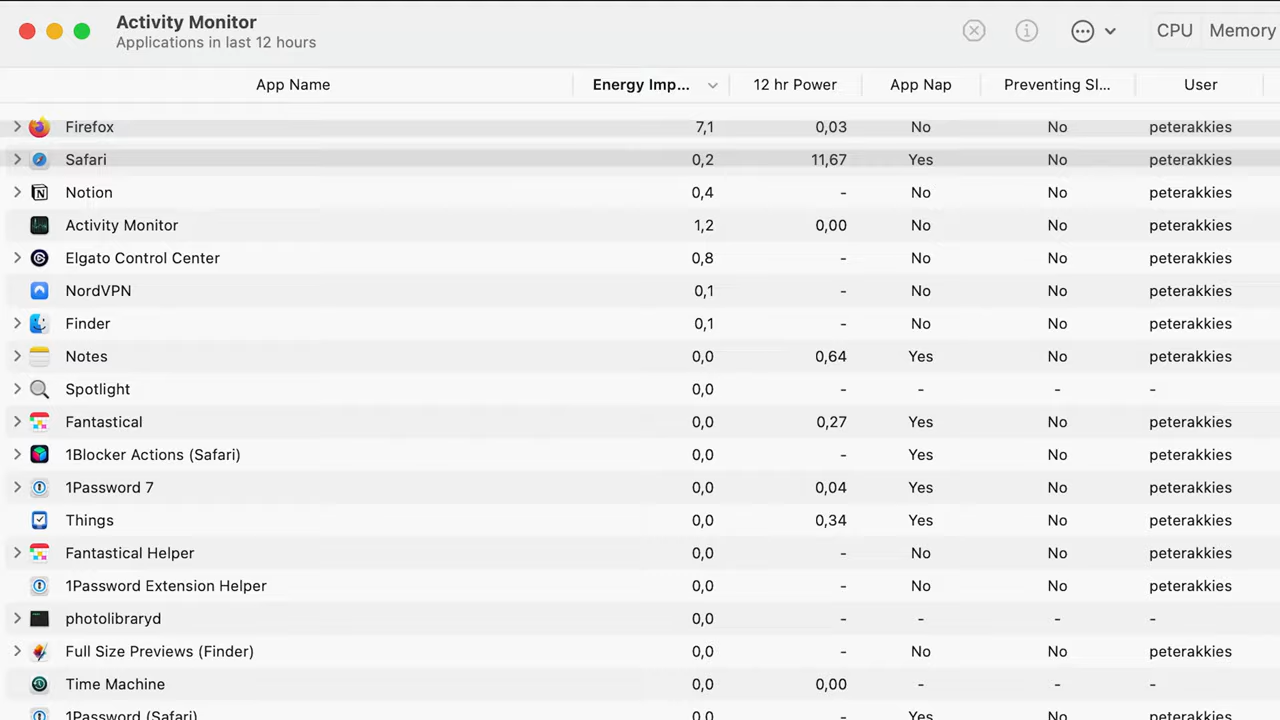 Activity Monitor
Applications in last 12 hours
CPU Memory
App Name Energy Imp... 12 hr Power App Nap Preventing Sl... User
Firefox 7,1 0,03 No No peterakkies
Safari 0,2 11,67 Yes No peterakkies
Notion 0,4 - No No peterakkies
Activity Monitor 1,2 0,00 No No peterakkies
Elgato Control Center 0,8 - No No peterakkies
NordVPN 0,1 - No No peterakkies
Finder 0,1 - No No peterakkies
Notes 0,0 0,64 Yes No peterakkies
Spotlight 0,0 - - - -
Fantastical 0,0 0,27 Yes No peterakkies
1Blocker Actions (Safari) 0,0 - Yes No peterakkies
1Password 7 0,0 0,04 Yes No peterakkies
Things 0,0 0,34 Yes No peterakkies
Fantastical Helper 0,0 - No No peterakkies
1Password Extension Helper 0,0 - No No peterakkies
photolibraryd 0,0 - - - -
Full Size Previews (Finder) 0,0 - No No peterakkies
Time Machine 0,0 0,00 - - -
1Password (Safari) 0,0 - Yes No peterakkies